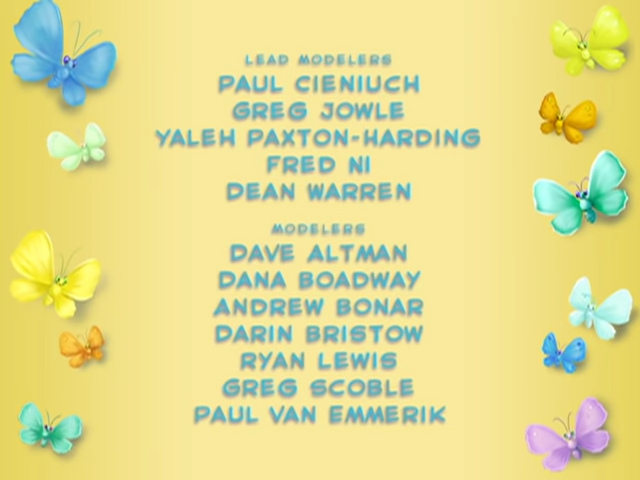 LEAD MODELERS
PAUL CIENIUCH
GREG JOWLE
YALEH PAXTON-HARDING
FRED NI
DEAN WARREN
MODELERS
DAVE ALTMAN
DANA BOADWAY
ANDREW BONAR
DARIN BRISTOW
RYAN LEWIS
GREG SCOBLE
PAUL VAN EMMERIK